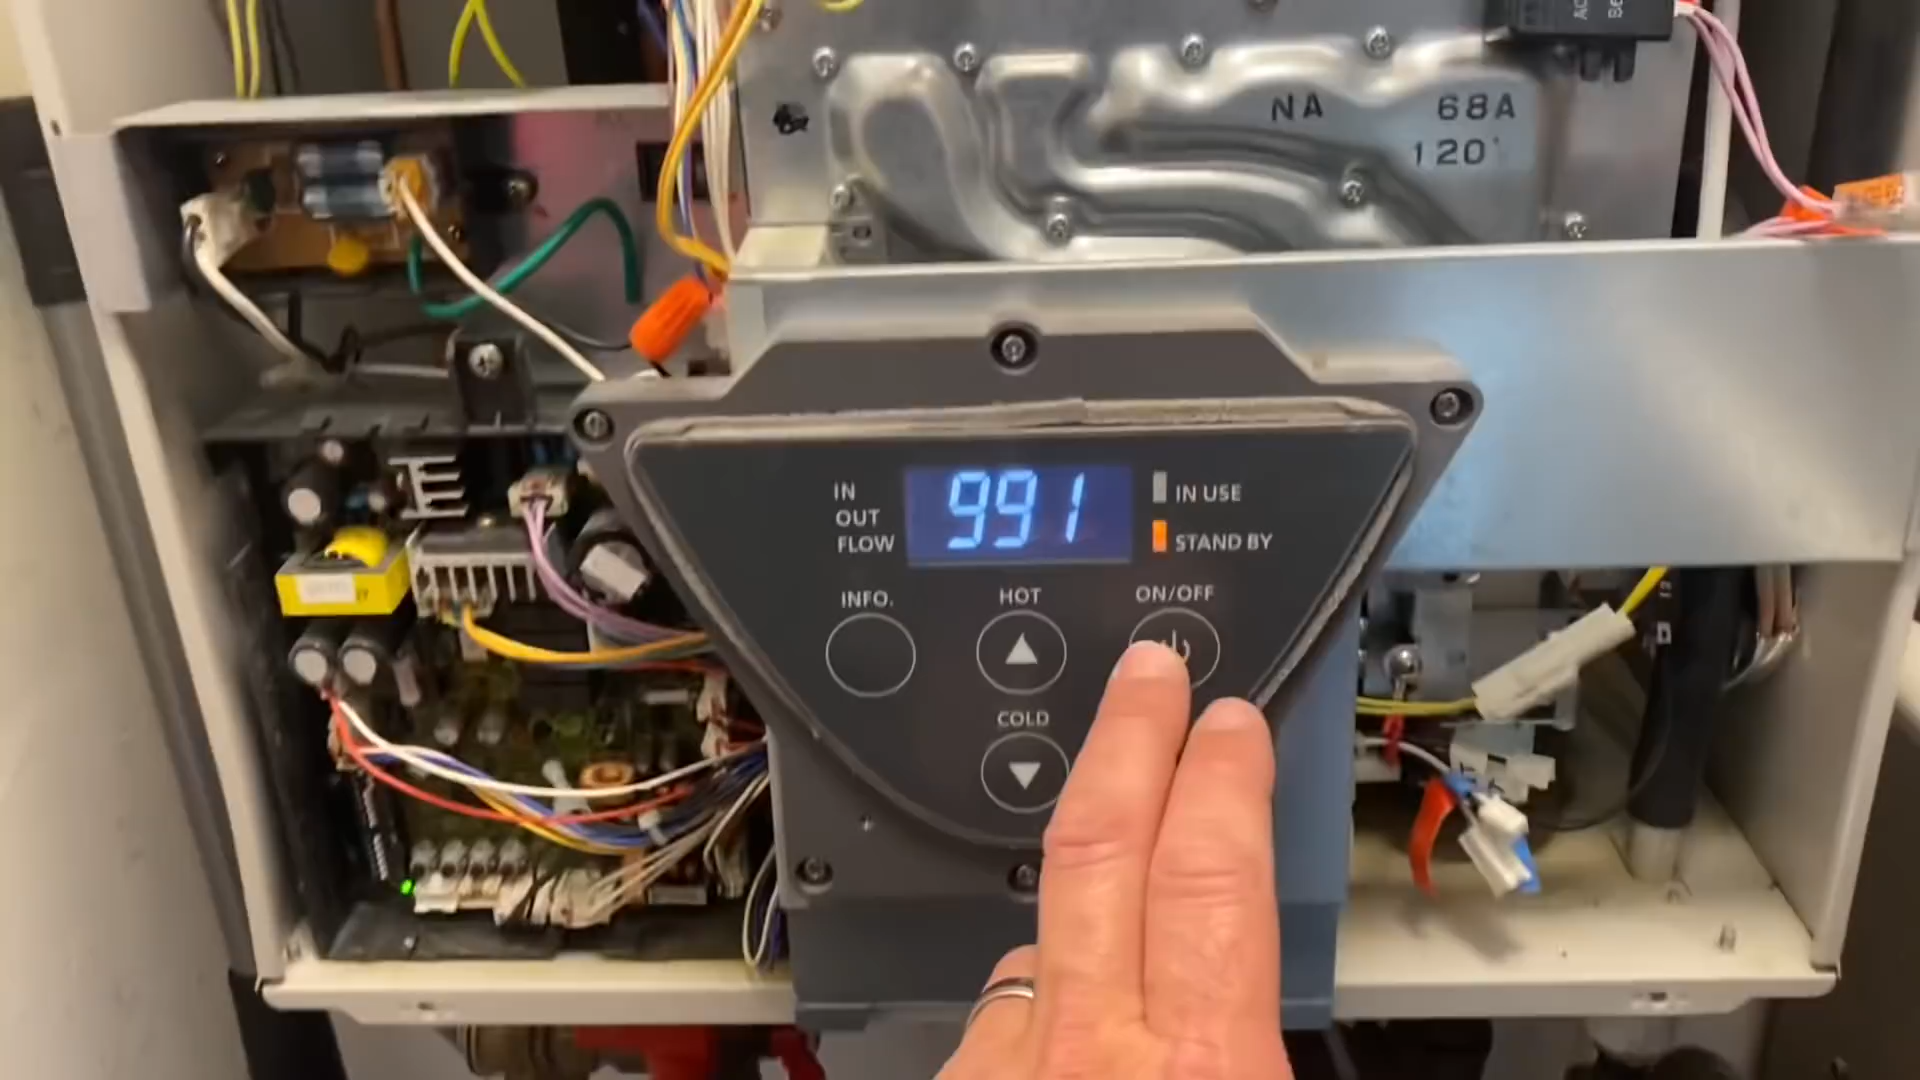 NA 68A
120
IN
OUT
FLOW
991
IN USE
STAND BY
INFO.
HOT
ON/OFF
COLD